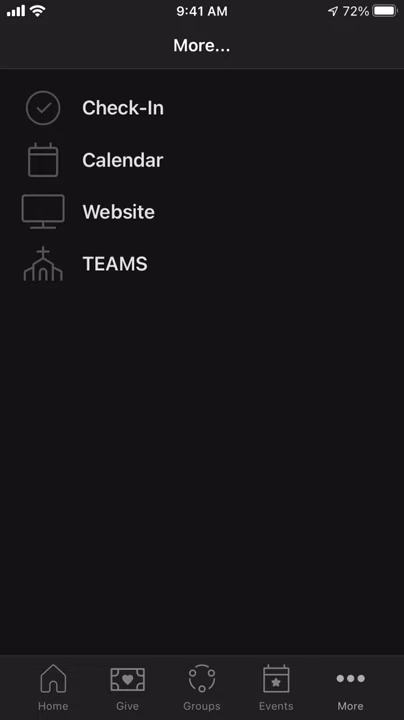 9:41 AM
72%
More...
Check-In
Calendar
Website
TEAMS
Home
Give
Groups
Events
More